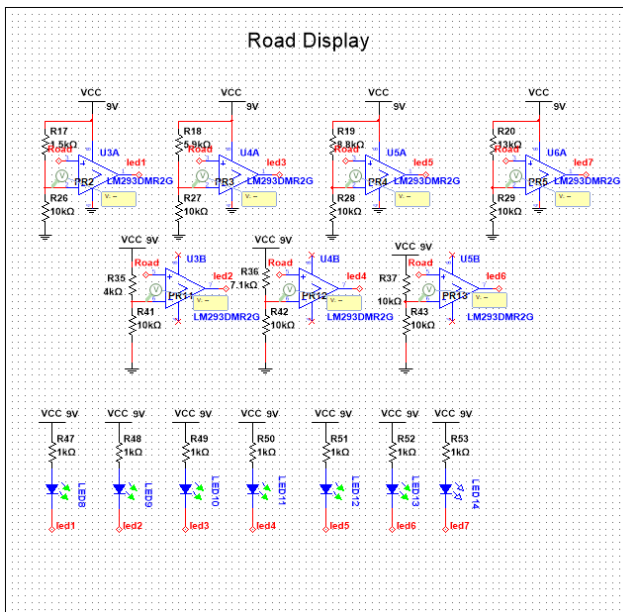 Road Display
VCC VCC VCC VCC
9V 9V 9V 9V
R17 U3A R18 U4A R19 U5A R20 U6A
1.5kΩ Road led1 5.9kΩ Road led3 8.8kΩ Road led5 13kΩ Road led7
PR2 LM293DMR2G PR3 LM293DMR2G PR4 LM293DMR2G PR5 LM293DMR2G
R26 V: -- R27 V: -- R28 V: -- R29 V: --
10kΩ 10kΩ 10kΩ 10kΩ
VCC 9V VCC 9V VCC 9V
U3B U4B U5B
R35 Road led2 R36 Road led4 R37 Road led6
4kΩ PR11 7.1kΩ PR12 10kΩ PR13
R41 V: -- R42 V: -- R43 V: --
10kΩ LM293DMR2G 10kΩ LM293DMR2G 10kΩ LM293DMR2G
VCC 9V VCC 9V VCC 9V VCC 9V VCC 9V VCC 9V VCC 9V
R47 R48 R49 R50 R51 R52 R53
1kΩ 1kΩ 1kΩ 1kΩ 1kΩ 1kΩ 1kΩ
LED8 LED9 LED10 LED11 LED12 LED13 LED14
led1 led2 led3 led4 led5 led6 led7